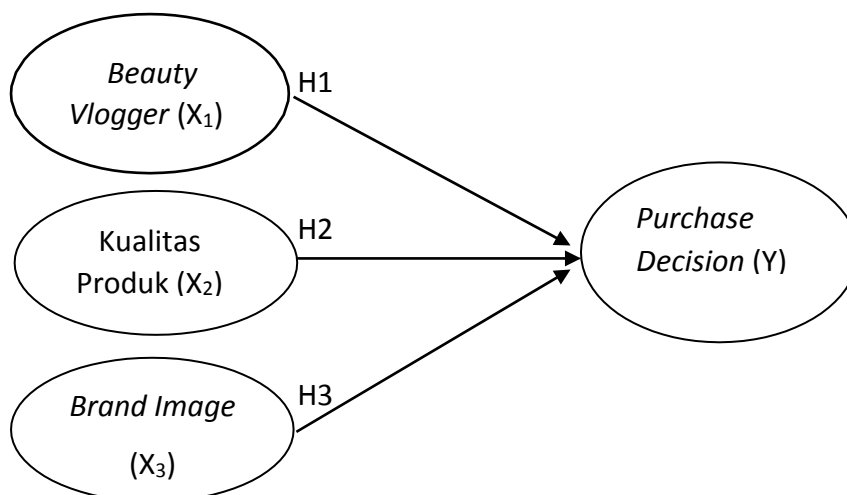 Beauty
Vlogger (X₁)
H1
Kualitas
Produk (X₂)
H2
Brand Image
(X₃)
H3
Purchase
Decision (Y)